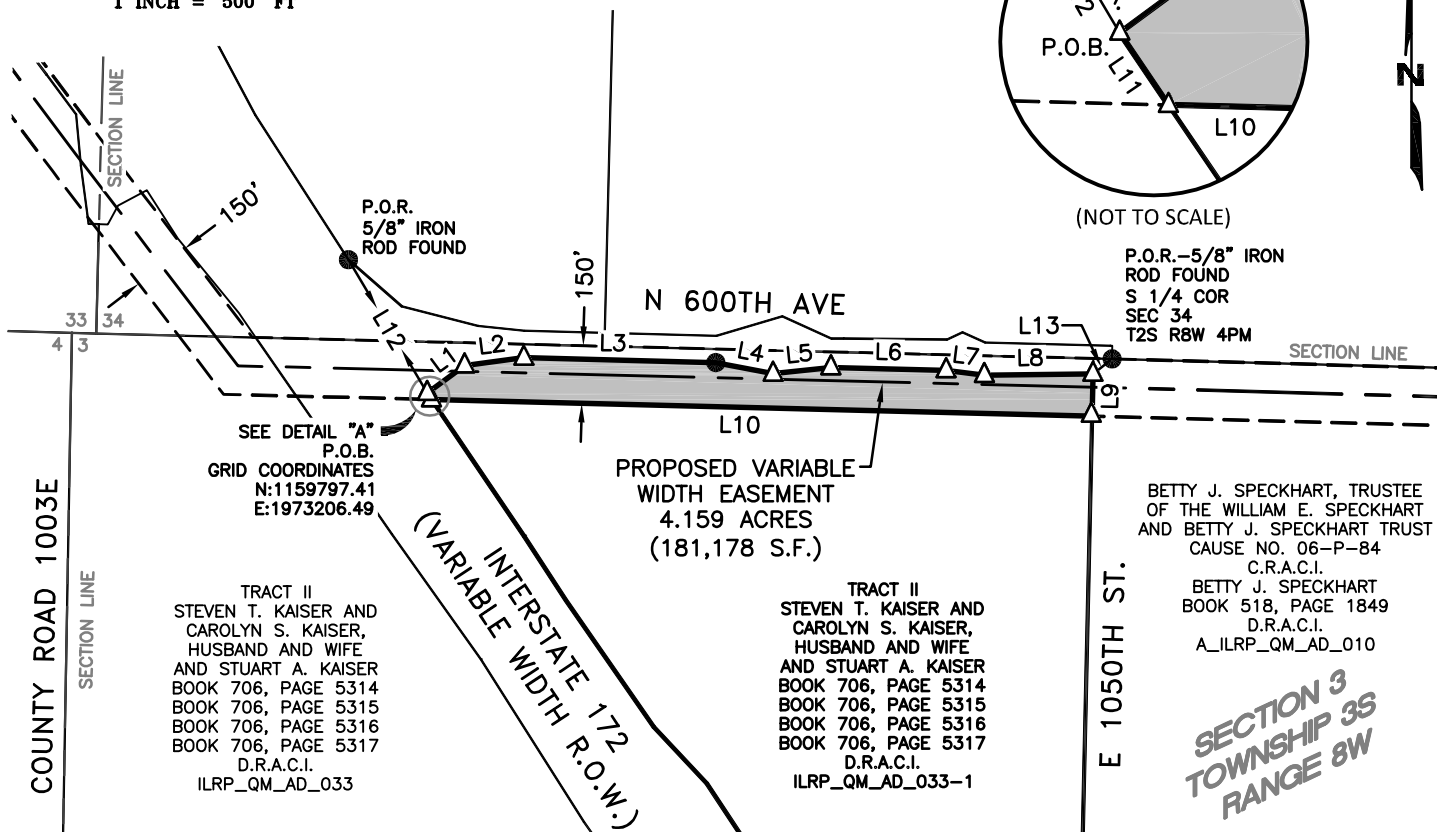 1 INCH = 500 FT
P.O.B.
L11
L10
(NOT TO SCALE)
N
SECTION LINE
150'
P.O.R.
5/8" IRON
ROD FOUND
150'
N 600TH AVE
P.O.R.-5/8" IRON
ROD FOUND
S 1/4 COR
SEC 34
T2S R8W 4PM
33 34
4 3
L12
L1
L2
L3
L4
L5
L6
L7
L8
L13
SECTION LINE
L9
L10
SEE DETAIL "A"
P.O.B.
GRID COORDINATES
N:1159797.41
E:1973206.49
PROPOSED VARIABLE
WIDTH EASEMENT
4.159 ACRES
(181,178 S.F.)
COUNTY ROAD 1003E
SECTION LINE
INTERSTATE 172
(VARIABLE WIDTH R.O.W.)
TRACT II
STEVEN T. KAISER AND
CAROLYN S. KAISER,
HUSBAND AND WIFE
AND STUART A. KAISER
BOOK 706, PAGE 5314
BOOK 706, PAGE 5315
BOOK 706, PAGE 5316
BOOK 706, PAGE 5317
D.R.A.C.I.
ILRP_QM_AD_033
TRACT II
STEVEN T. KAISER AND
CAROLYN S. KAISER,
HUSBAND AND WIFE
AND STUART A. KAISER
BOOK 706, PAGE 5314
BOOK 706, PAGE 5315
BOOK 706, PAGE 5316
BOOK 706, PAGE 5317
D.R.A.C.I.
ILRP_QM_AD_033-1
E 1050TH ST.
BETTY J. SPECKHART, TRUSTEE
OF THE WILLIAM E. SPECKHART
AND BETTY J. SPECKHART TRUST
CAUSE NO. 06-P-84
C.R.A.C.I.
BETTY J. SPECKHART
BOOK 518, PAGE 1849
D.R.A.C.I.
A_ILRP_QM_AD_010
SECTION 3
TOWNSHIP 3S
RANGE 8W